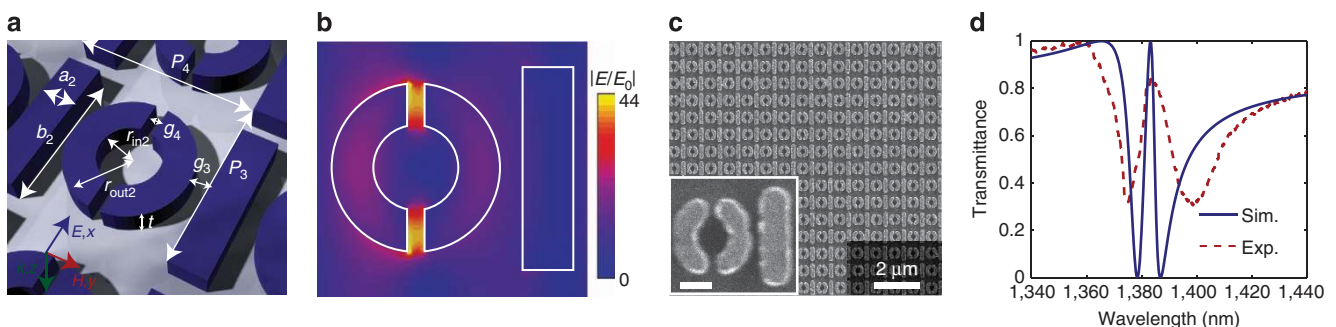 a
b
c
d
a2
P4
b2
rin2
g4
g3
P3
rout2
t
E,x
H,y
|E/E0|
44
0
2 μm
Transmittance
1
0.8
0.6
0.4
0.2
0
Sim.
Exp.
1,340 1,360 1,380 1,400 1,420 1,440
Wavelength (nm)